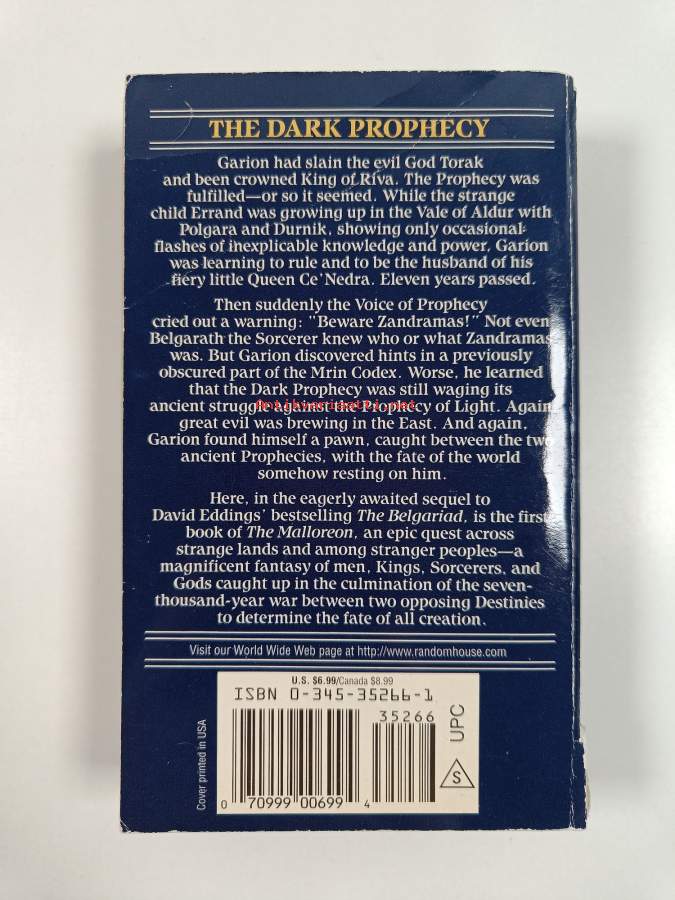 THE DARK PROPHECY
Garion had slain the evil God Torak
and been crowned King of Riva. The Prophecy was
fulfilled—or so it seemed. While the strange
child Errand was growing up in the Vale of Aldur with
Polgara and Durnik, showing only occasional
flashes of inexplicable knowledge and power, Garion
was learning to rule and to be the husband of his
fiery little Queen Ce'Nedra. Eleven years passed.
Then suddenly the Voice of Prophecy
cried out a warning: "Beware Zandramas!" Not even
Belgarath the Sorcerer knew who or what Zandramas
was. But Garion discovered hints in a previously
obscured part of the Mrin Codex. Worse, he learned
that the Dark Prophecy was still waging its
ancient struggle against the Prophecy of Light. Again,
great evil was brewing in the East. And again,
Garion found himself a pawn, caught between the two
ancient Prophecies, with the fate of the world
somehow resting on him.
Here, in the eagerly awaited sequel to
David Eddings' bestselling The Belgariad, is the first
book of The Malloreon, an epic quest across
strange lands and among stranger peoples—a
magnificent fantasy of men, Kings, Sorcerers, and
Gods caught up in the culmination of the seven-
thousand-year war between two opposing Destinies
to determine the fate of all creation.
Visit our World Wide Web page at http://www.randomhouse.com
U.S. $6.99/Canada $8.99
ISBN 0-345-35266-1
35266
UPC
S
0 70999 00699 4
Cover printed in USA